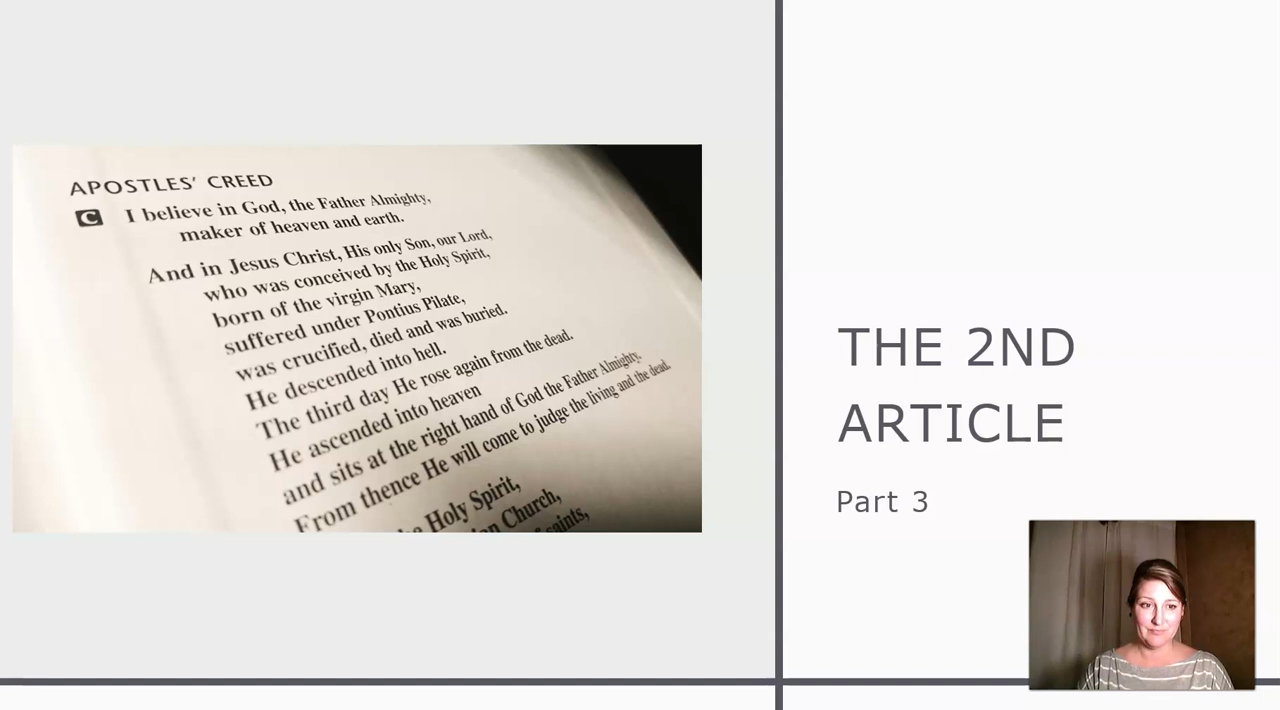 APOSTLES' CREED
C I believe in God, the Father Almighty,
maker of heaven and earth.
And in Jesus Christ, His only Son, our Lord,
who was conceived by the Holy Spirit,
born of the virgin Mary,
suffered under Pontius Pilate,
was crucified, died and was buried.
He descended into hell.
The third day He rose again from the dead.
He ascended into heaven
and sits at the right hand of God the Father Almighty.
From thence He will come to judge the living and the dead.
Holy Spirit,
Church,
saints,
THE 2ND
ARTICLE
Part 3